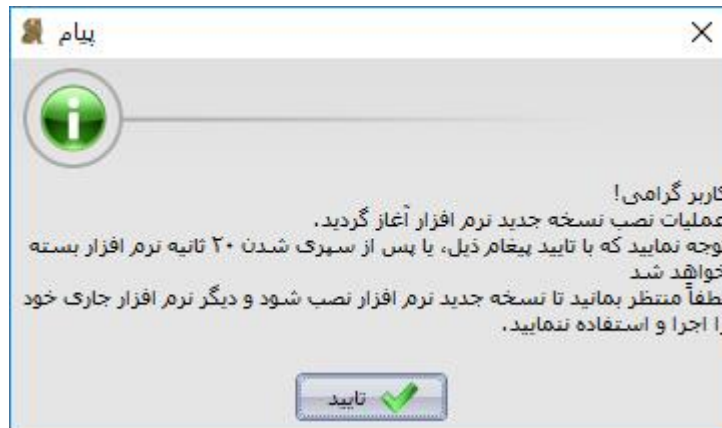 پیام
کاربر گرامی!
عملیات نصب نسخه جدید نرم افزار آغاز گردید.
توجه نمایید که با تایید پیغام ذیل، یا پس از سپری شدن ۲۰ ثانیه نرم افزار بسته
خواهد شد
لطفاً منتظر بمانید تا نسخه جدید نرم افزار نصب شود و دیگر نرم افزار جاری خود
را اجرا و استفاده ننمایید.
تایید